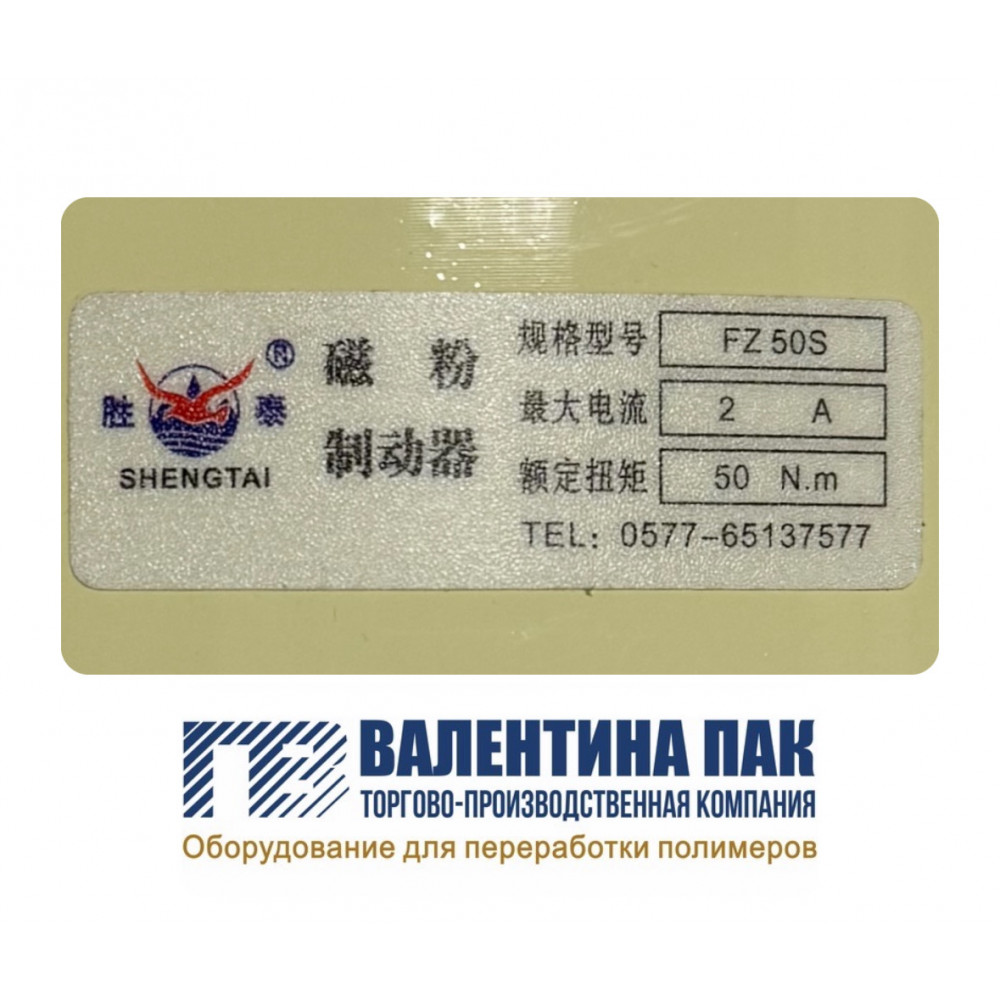 胜 泰 ®
SHENGTAI
磁 粉
制动器
规格型号 FZ 50S
最大电流 2 A
额定扭矩 50 N.m
TEL: 0577-65137577
ВАЛЕНТИНА ПАК
ТОРГОВО-ПРОИЗВОДСТВЕННАЯ КОМПАНИЯ
Оборудование для переработки полимеров